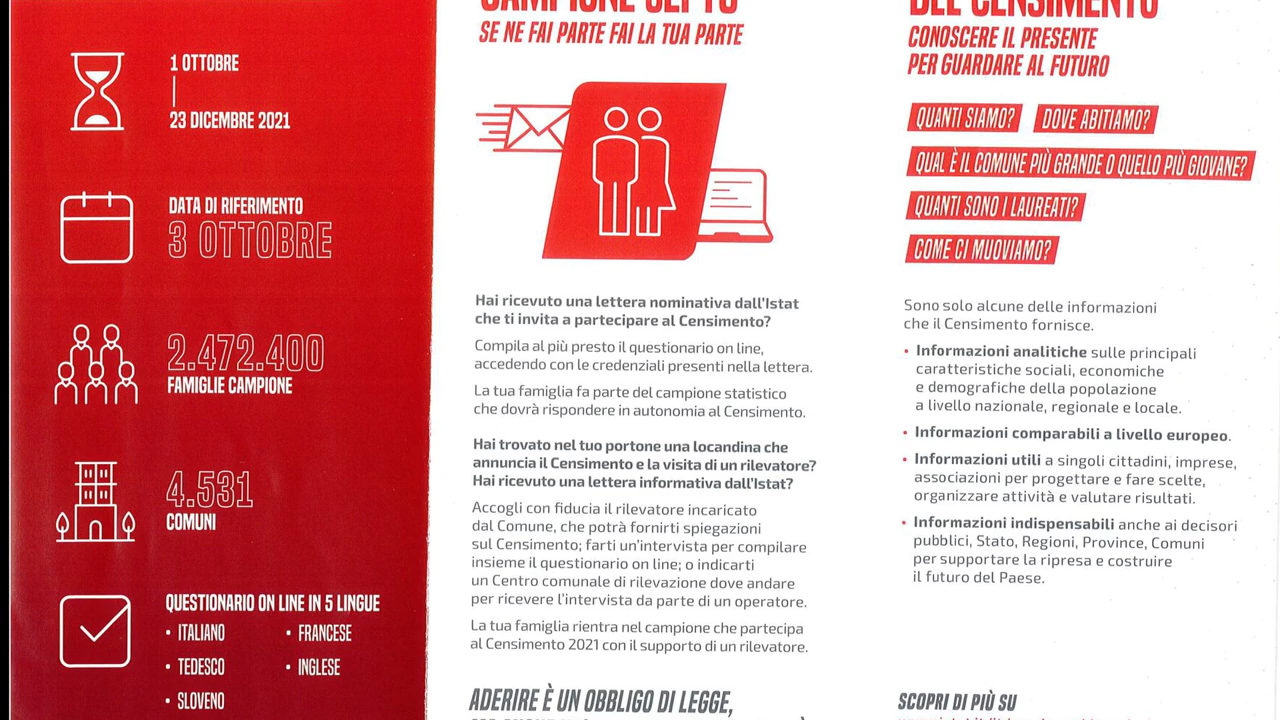 1 OTTOBRE
23 DICEMBRE 2021
DATA DI RIFERIMENTO
3 OTTOBRE
2.472.400
FAMIGLIE CAMPIONE
4.531
COMUNI
QUESTIONARIO ON LINE IN 5 LINGUE
• ITALIANO
• TEDESCO
• SLOVENO
• FRANCESE
• INGLESE
SE NE FAI PARTE FAI LA TUA PARTE
Hai ricevuto una lettera nominativa dall'Istat
che ti invita a partecipare al Censimento?
Compila al più presto il questionario on line,
accedendo con le credenziali presenti nella lettera.
La tua famiglia fa parte del campione statistico
che dovrà rispondere in autonomia al Censimento.
Hai trovato nel tuo portone una locandina che
annuncia il Censimento e la visita di un rilevatore?
Hai ricevuto una lettera informativa dall'Istat?
Accogli con fiducia il rilevatore incaricato
dal Comune, che potrà fornirti spiegazioni
sul Censimento; farti un'intervista per compilare
insieme il questionario on line; o indicarti
un Centro comunale di rilevazione dove andare
per ricevere l'intervista da parte di un operatore.
La tua famiglia rientra nel campione che partecipa
al Censimento 2021 con il supporto di un rilevatore.
ADERIRE È UN OBBLIGO DI LEGGE,
DEL CENSIMENTO
CONOSCERE IL PRESENTE
PER GUARDARE AL FUTURO
QUANTI SIAMO? DOVE ABITIAMO?
QUAL È IL COMUNE PIÙ GRANDE O QUELLO PIÙ GIOVANE?
QUANTI SONO I LAUREATI?
COME CI MUOVIAMO?
Sono solo alcune delle informazioni
che il Censimento fornisce.
• Informazioni analitiche sulle principali
caratteristiche sociali, economiche
e demografiche della popolazione
a livello nazionale, regionale e locale.
• Informazioni comparabili a livello europeo.
• Informazioni utili a singoli cittadini, imprese,
associazioni per progettare e fare scelte,
organizzare attività e valutare risultati.
• Informazioni indispensabili anche ai decisori
pubblici, Stato, Regioni, Province, Comuni
per supportare la ripresa e costruire
il futuro del Paese.
SCOPRI DI PIÙ SU